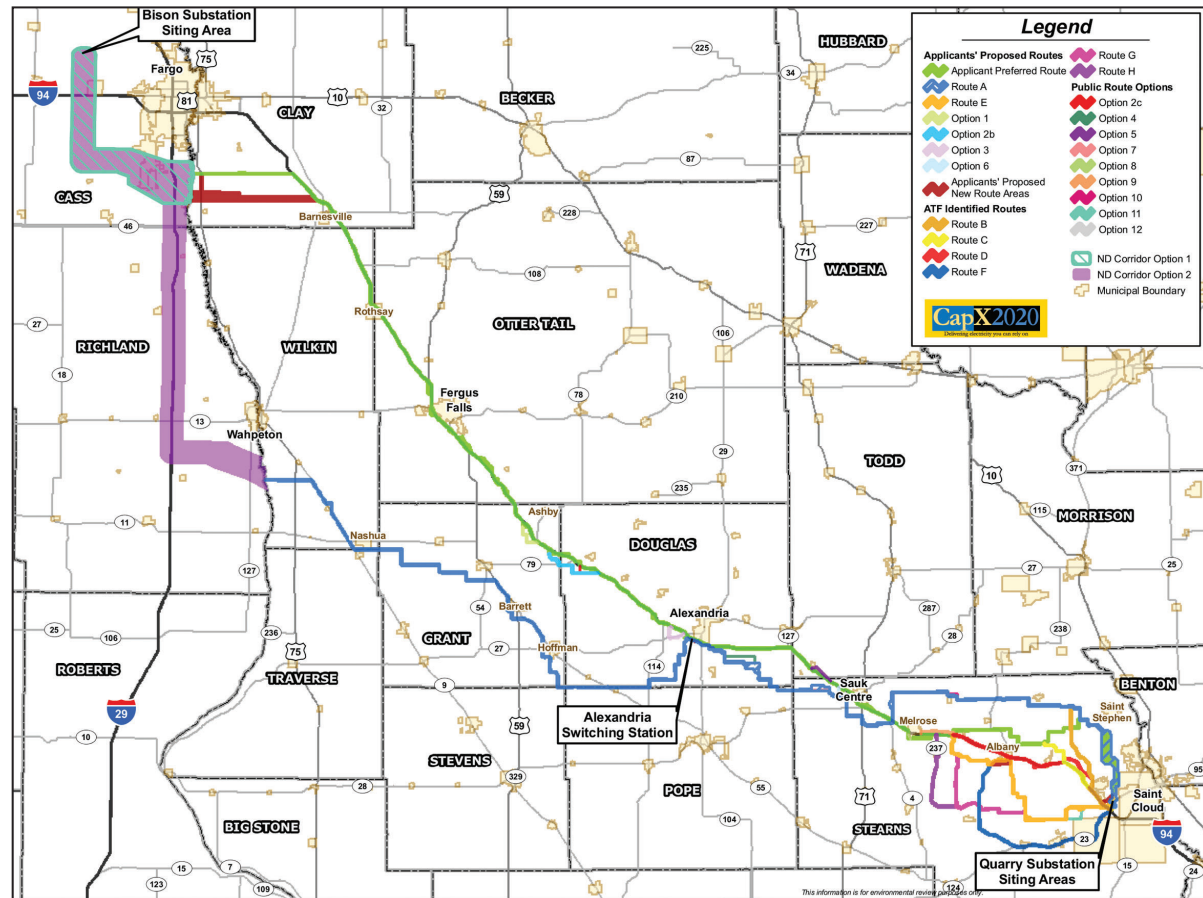 Bison Substation
Siting Area
Fargo
75
94
81
CLAY
10
32
BECKER
225
34
HUBBARD
87
59
CASS
Barnesville
46
228
71
227
WADENA
108
Rothsay
27
RICHLAND
WILKIN
OTTER TAIL
106
18
Fergus
Falls
78
210
13
Wahpeton
29
TODD
371
10
235
115
MORRISON
11
Ashby
DOUGLAS
Nashua
79
27
25
127
54
Barrett
Alexandria
287
28
238
25
106
236
GRANT
27
Hoffman
127
ROBERTS
75
TRAVERSE
114
Sauk
Centre
BENTON
9
29
Saint
Stephen
10
Alexandria
Switching Station
59
Melrose
237
Albany
STEVENS
329
95
28
POPE
55
71
4
Saint
Cloud
94
BIG STONE
104
STEARNS
23
7
15
123
109
Quarry Substation
Siting Areas
124
15
24
This information is for environmental review purposes only.
Legend
Applicants' Proposed Routes
Applicant Preferred Route
Route A
Route E
Option 1
Option 2b
Option 3
Option 6
Applicants' Proposed
New Route Areas
ATF Identified Routes
Route B
Route C
Route D
Route F
Route G
Route H
Public Route Options
Option 2c
Option 4
Option 5
Option 7
Option 8
Option 9
Option 10
Option 11
Option 12
ND Corridor Option 1
ND Corridor Option 2
Municipal Boundary
CapX2020
Delivering electricity you can rely on